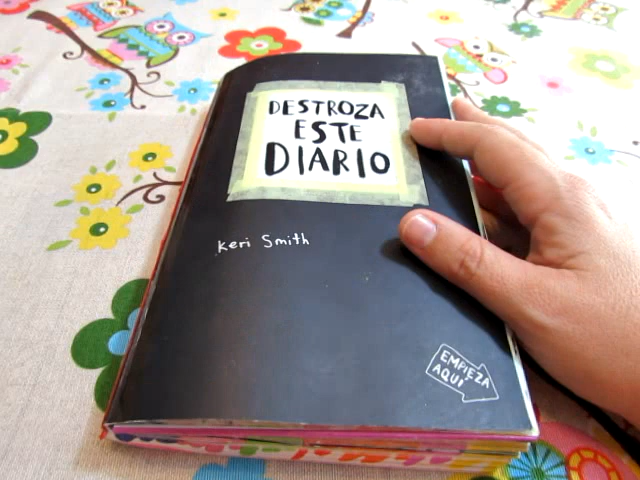 DESTROZA
ESTE
DIARIO
Keri Smith
EMPIEZA
AQUÍ